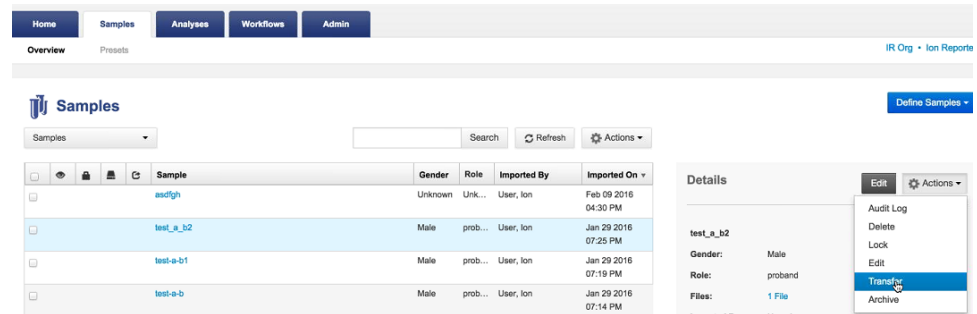 Home Samples Analyses Workflows Admin
Overview Presets
IR Org • Ion Reporte
Samples
Define Samples
Samples
Search Refresh Actions
Sample Gender Role Imported By Imported On
Details
Edit Actions
asdfgh Unknown Unk... User, Ion Feb 09 2016
04:30 PM
Audit Log
Delete
test_a_b2 Male prob... User, Ion Jan 29 2016
07:25 PM
test_a_b2
Lock
Gender: Male
Edit
test-a-b1 Male prob... User, Ion Jan 29 2016
07:19 PM
Role: proband
Transfer
Files: 1 File
Archive
test-a-b Male prob... User, Ion Jan 29 2016
07:14 PM